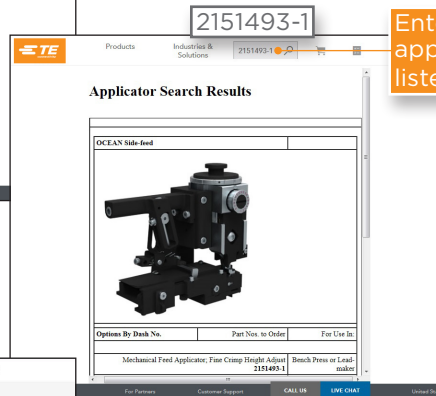 2151493-1
Ent
app
liste
TE
Products
Industries &
Solutions
2151493-1
Applicator Search Results
OCEAN Side-feed
Options By Dash No.
Part Nos. to Order
For Use In:
Mechanical Feed Applicator; Fine Crimp Height Adjust
2151493-1
Bench Press or Lead-
maker
For Partners
Customer Support
CALL US
LIVE CHAT
United St